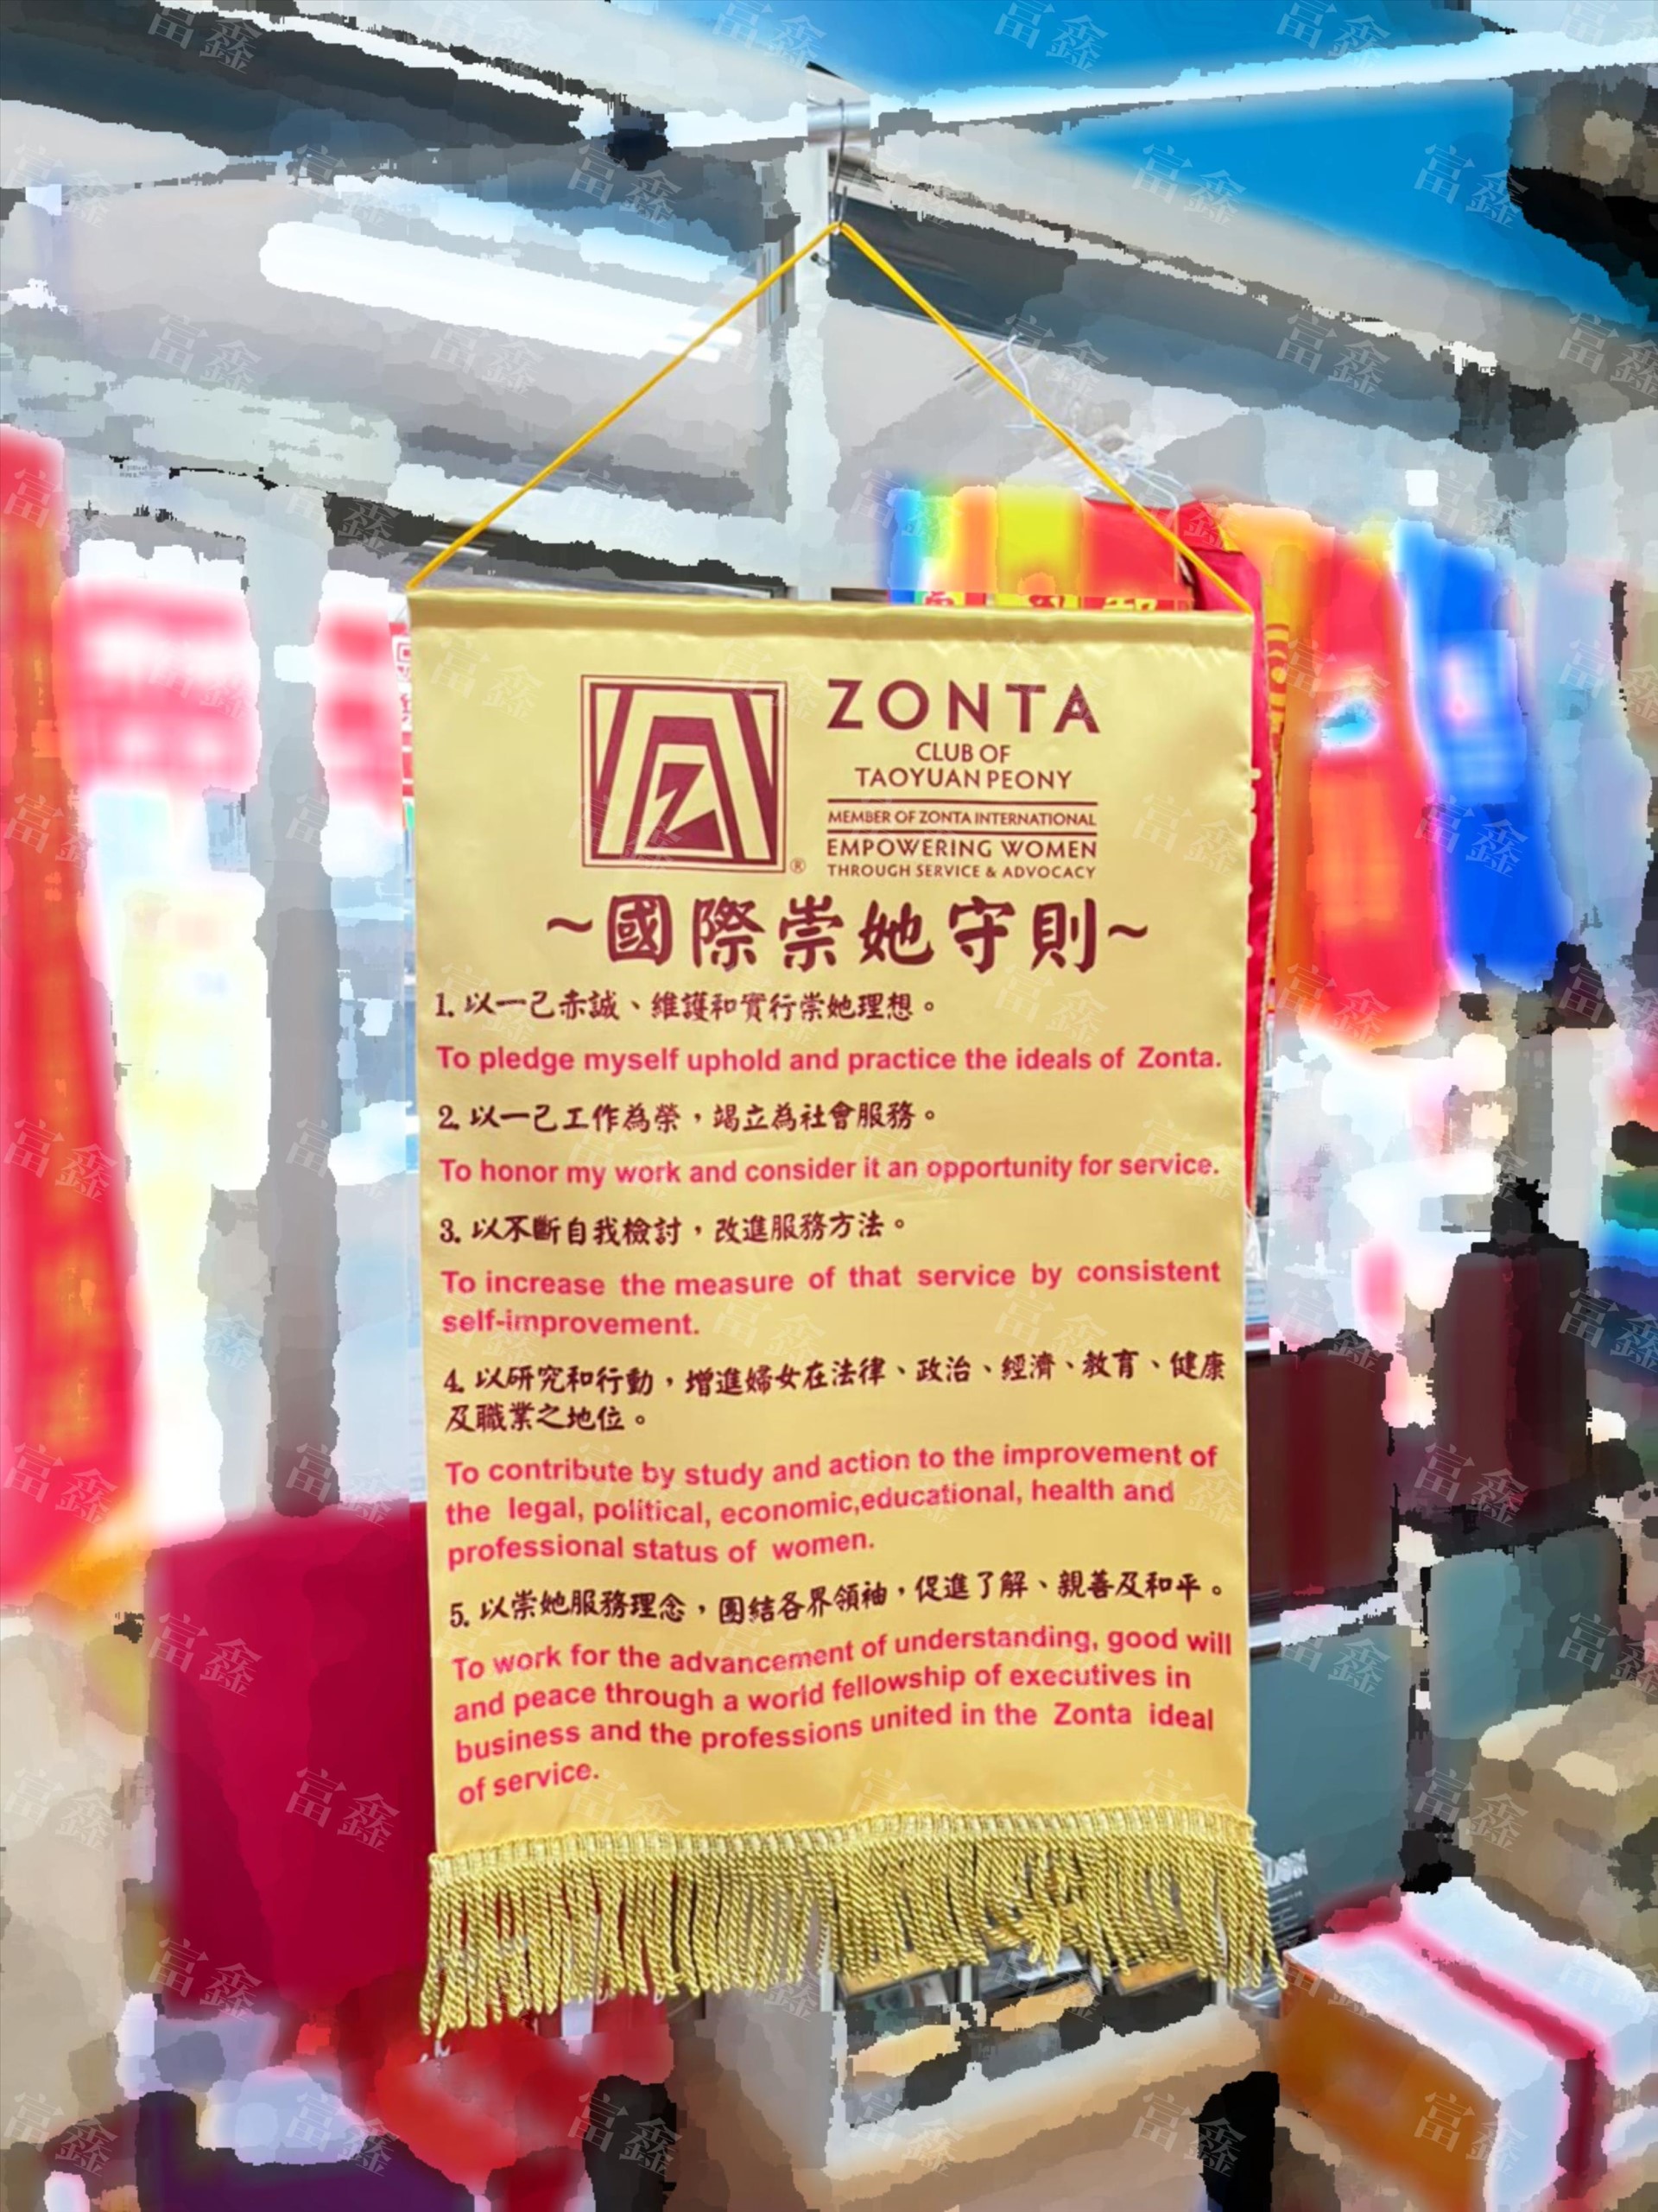 ZONTA
CLUB OF
TAOYUAN PEONY
MEMBER OF ZONTA INTERNATIONAL
EMPOWERING WOMEN
THROUGH SERVICE & ADVOCACY
®
~國際崇她守則~
1. 以一己赤誠、維護和實行崇她理想。
To pledge myself uphold and practice the ideals of Zonta.
2. 以一己工作為榮，竭立為社會服務。
To honor my work and consider it an opportunity for service.
3. 以不斷自我檢討，改進服務方法。
To increase the measure of that service by consistent
self-improvement.
4. 以研究和行動，增進婦女在法律、政治、經濟、教育、健康
及職業之地位。
To contribute by study and action to the improvement of
the legal, political, economic,educational, health and
professional status of women.
5. 以崇她服務理念，團結各界領袖，促進了解、親善及和平。
To work for the advancement of understanding, good will
and peace through a world fellowship of executives in
business and the professions united in the Zonta ideal
of service.
富鑫